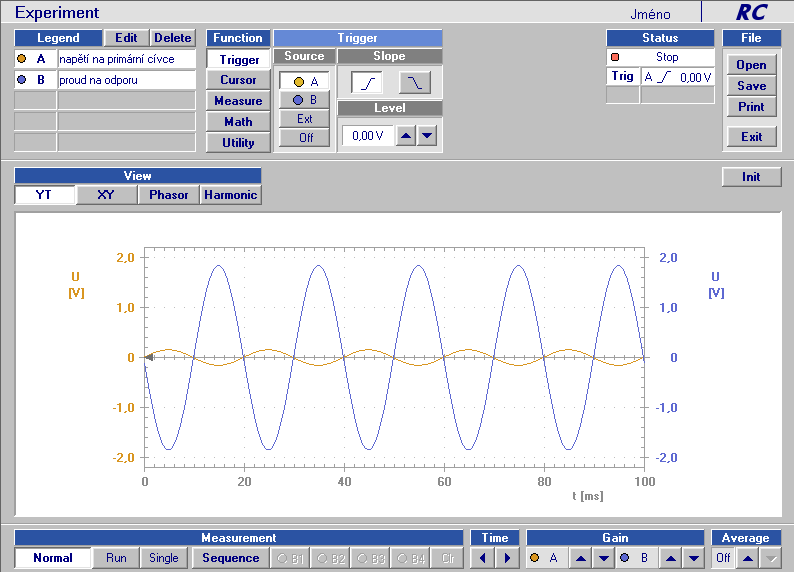 Experiment Jméno RC
Legend Edit Delete Function Trigger Status File
A napětí na primární cívce Trigger Source Slope Stop
B proud na odporu Cursor A Trig A 0,00 V Open
Measure B Level Save
Math Ext 0,00 V Print
Utility Off Exit
View Init
YT XY Phasor Harmonic
U [V] U [V]
2,0 2,0
1,0 1,0
0 0
-1,0 -1,0
-2,0 -2,0
0 20 40 60 80 100
t [ms]
Measurement Time Gain Average
Normal Run Single Sequence B1 B2 B3 B4 Clr A B Off